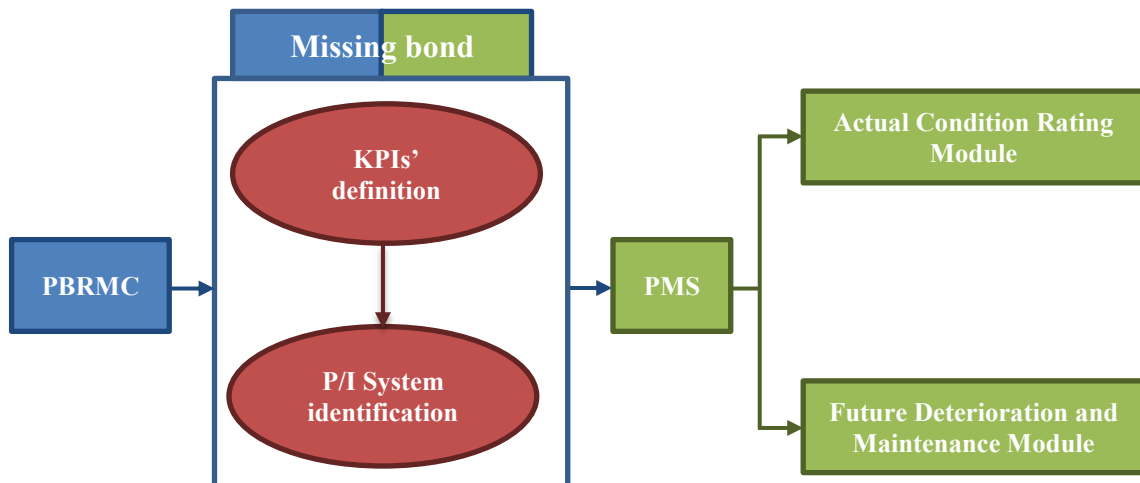 Missing bond
KPIs’
definition
PBRMC
P/I System
identification
PMS
Actual Condition Rating
Module
Future Deterioration and
Maintenance Module